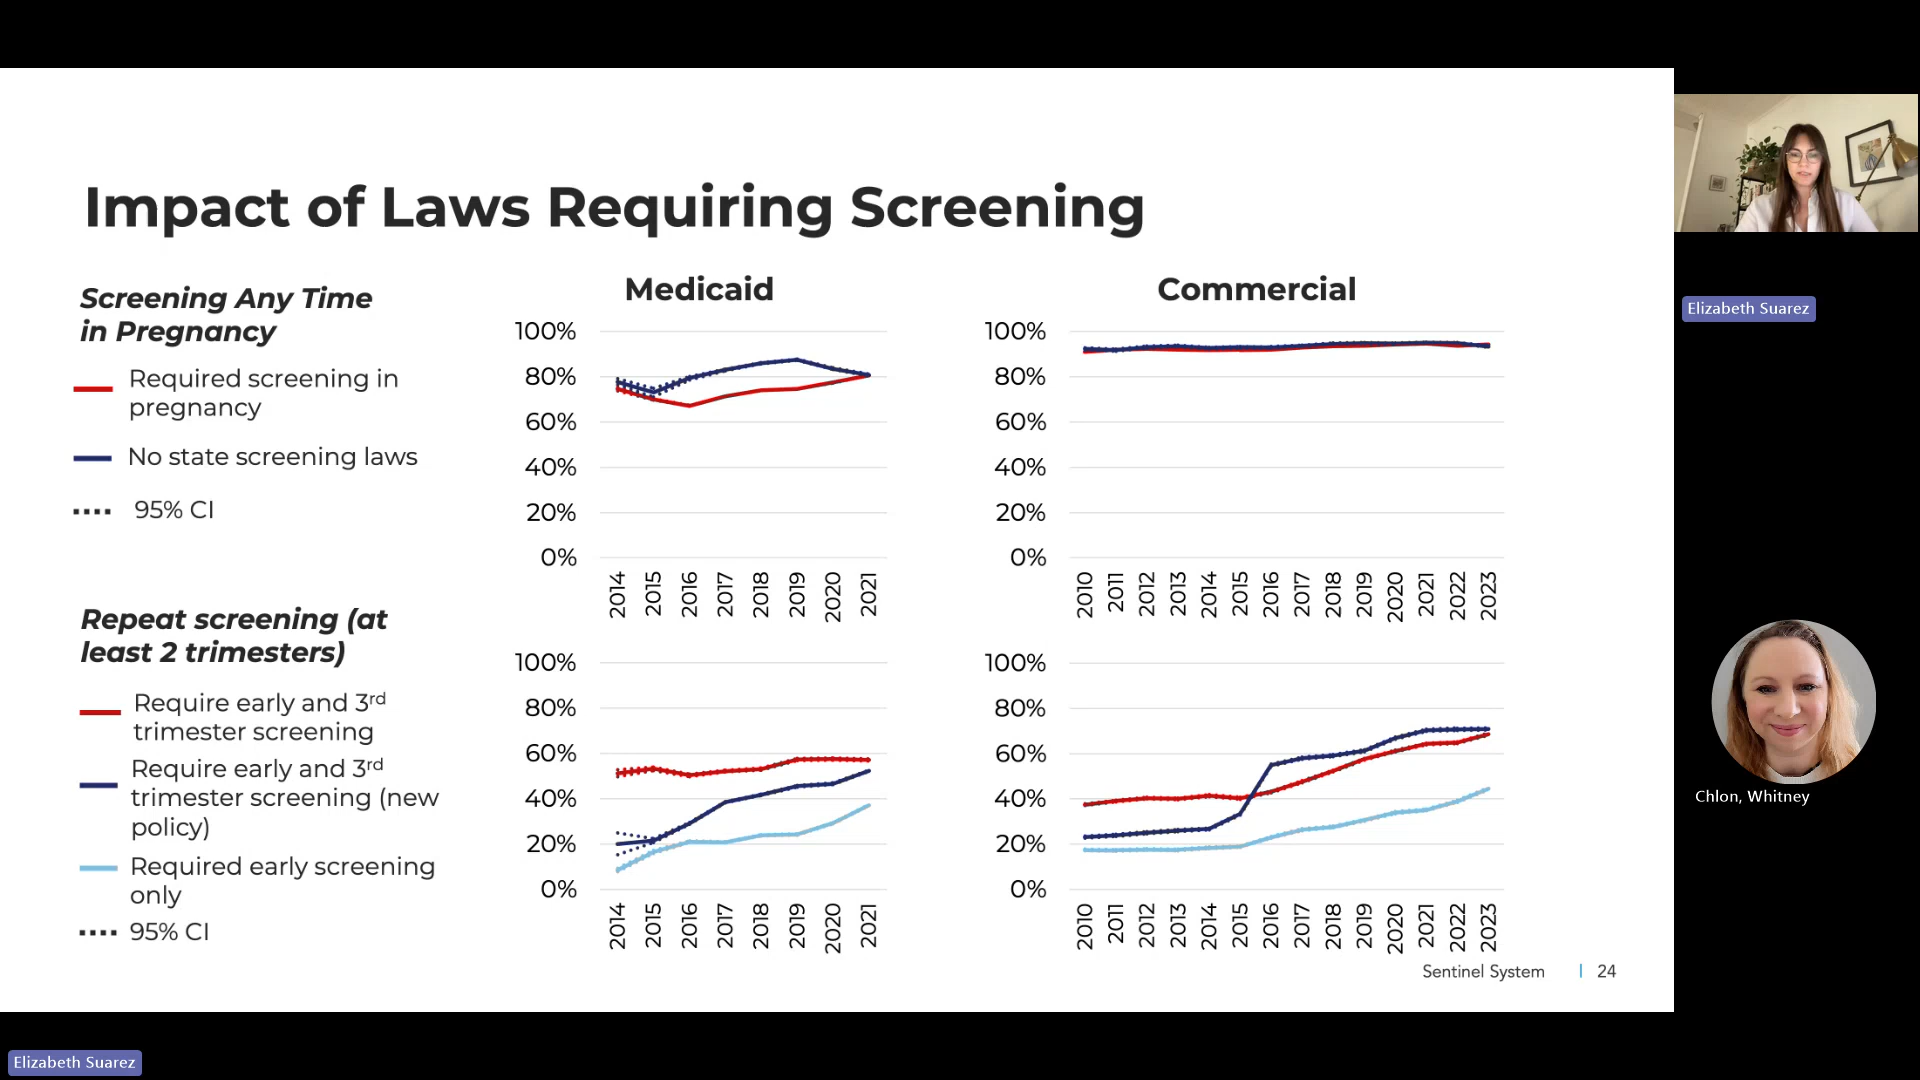 Impact of Laws Requiring Screening
Screening Any Time
in Pregnancy
Required screening in
pregnancy
No state screening laws
95% CI
Medicaid
100%
80%
60%
40%
20%
0%
2014 2015 2016 2017 2018 2019 2020 2021
Commercial
100%
80%
60%
40%
20%
0%
2010 2011 2012 2013 2014 2015 2016 2017 2018 2019 2020 2021 2022 2023
Repeat screening (at
least 2 trimesters)
Require early and 3rd
trimester screening
Require early and 3rd
trimester screening (new
policy)
Required early screening
only
95% CI
100%
80%
60%
40%
20%
0%
2014 2015 2016 2017 2018 2019 2020 2021
100%
80%
60%
40%
20%
0%
2010 2011 2012 2013 2014 2015 2016 2017 2018 2019 2020 2021 2022 2023
Sentinel System | 24
Elizabeth Suarez
Chlon, Whitney
Elizabeth Suarez